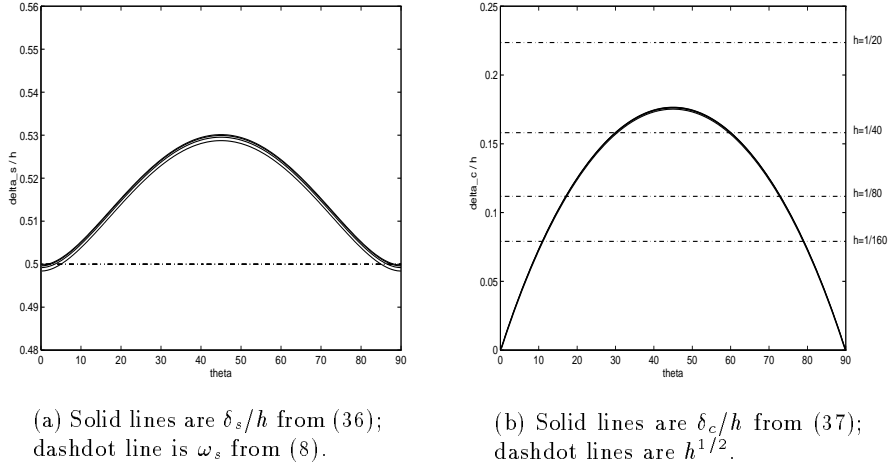 0.56
0.55
0.54
0.53
0.52
0.51
0.5
0.49
0.48
delta_s / h
0 10 20 30 40 50 60 70 80 90
theta
(a) Solid lines are δ_s/h from (36);
dashdot line is ω_s from (8).
0.25
0.2
0.15
0.1
0.05
0
delta_c / h
0 10 20 30 40 50 60 70 80 90
theta
h=1/20
h=1/40
h=1/80
h=1/160
(b) Solid lines are δ_c/h from (37);
dashdot lines are h^{1/2}.